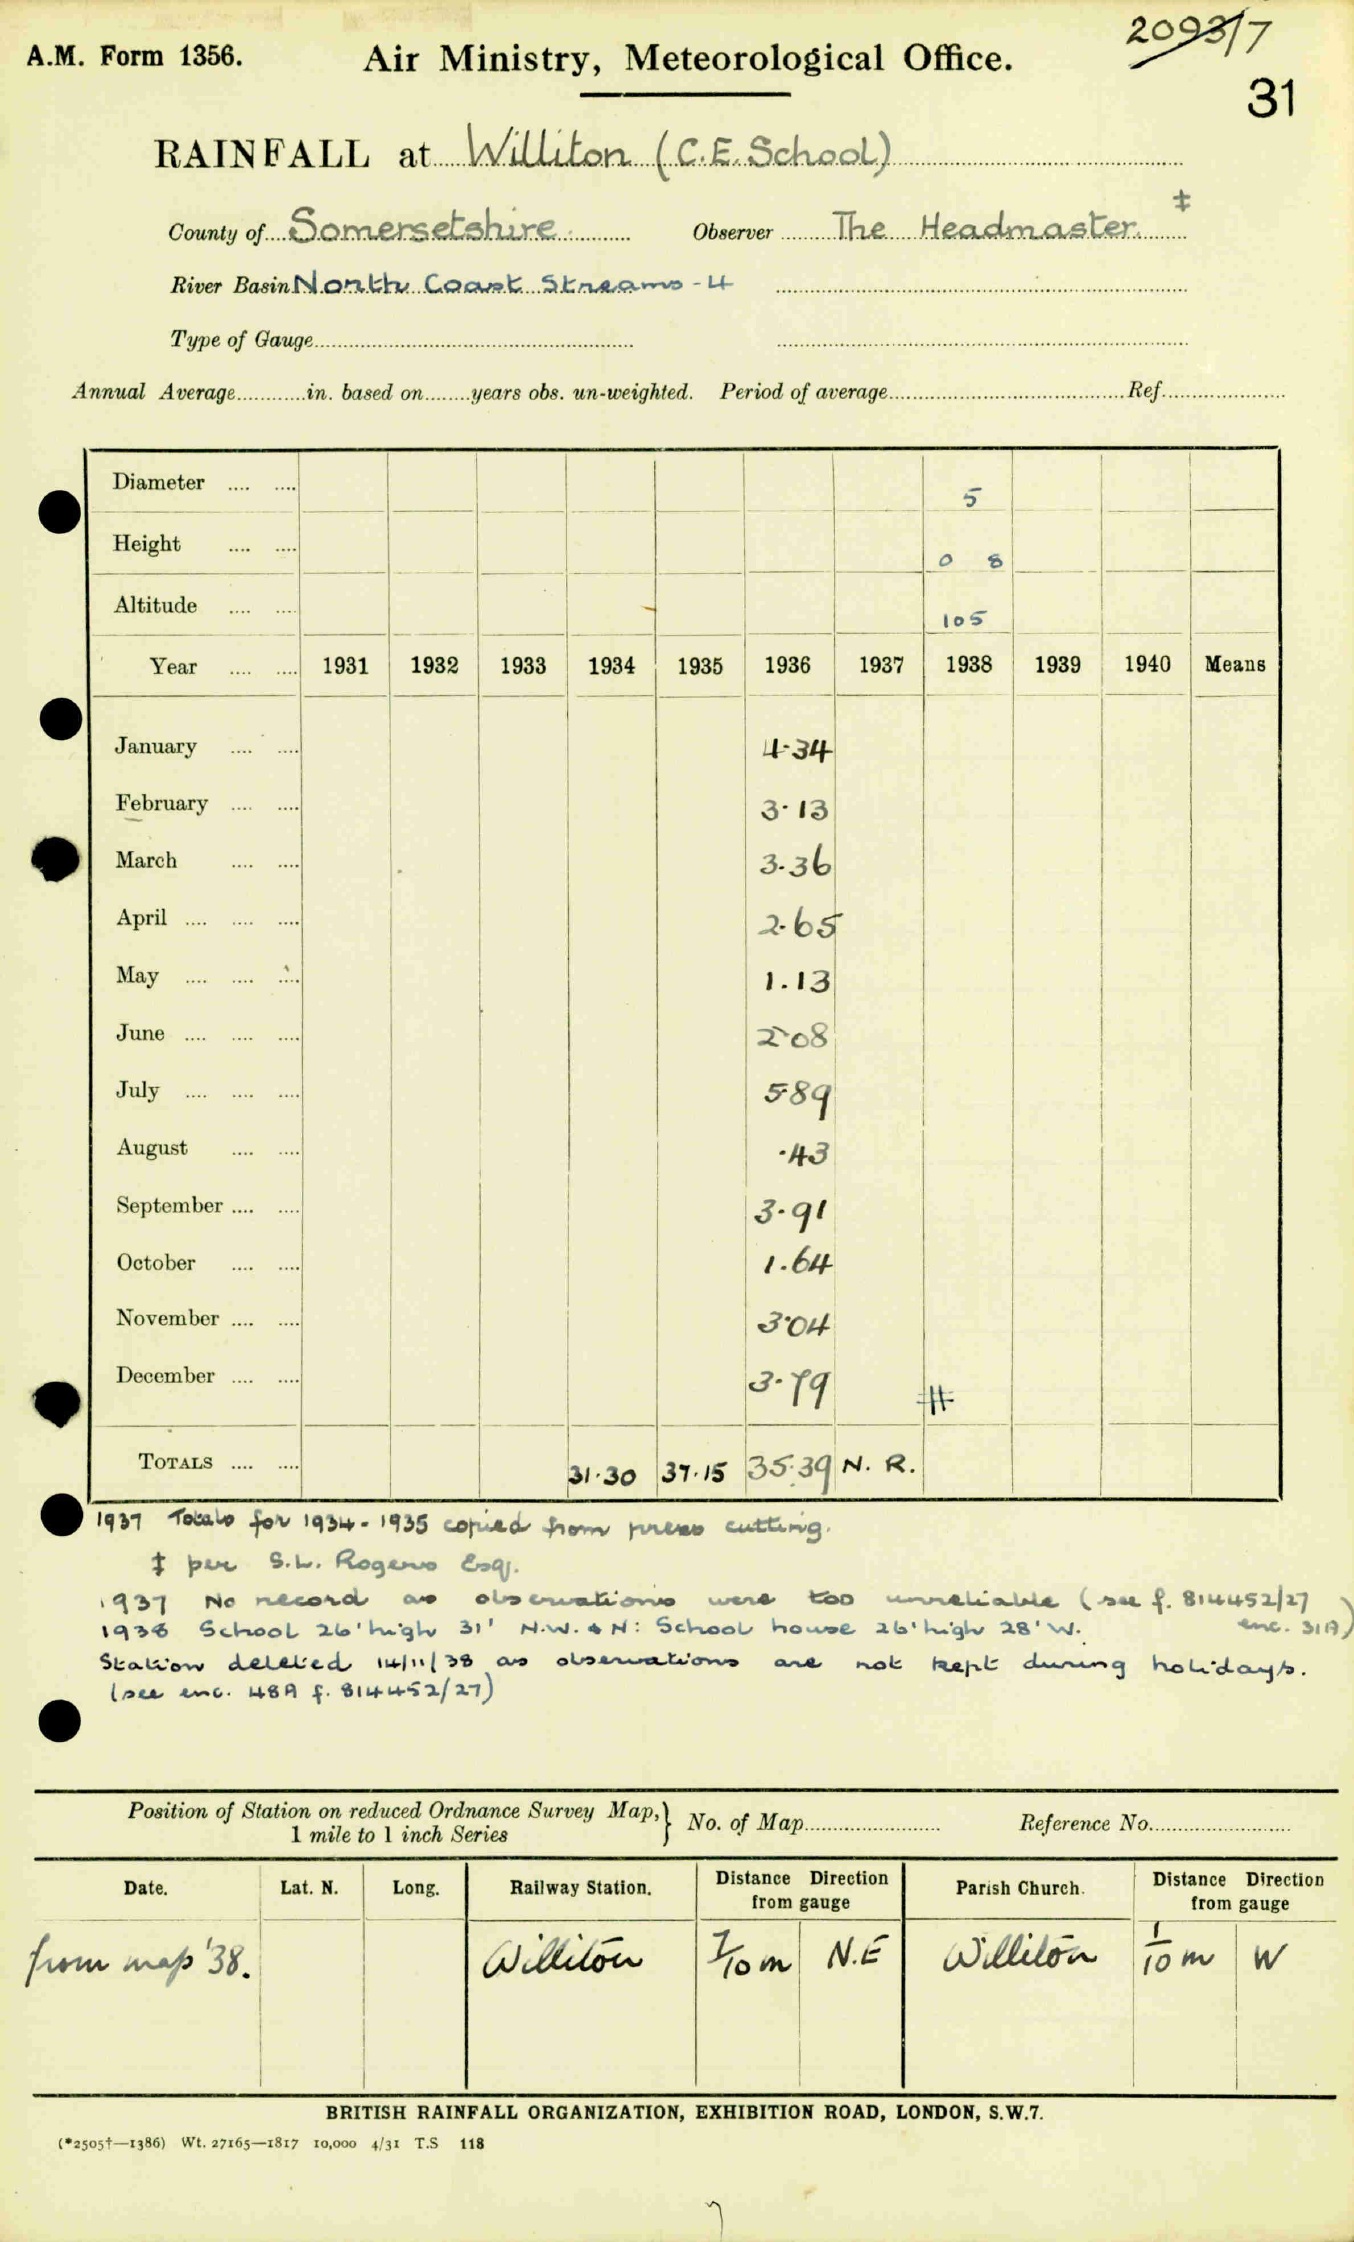 2093/7
A.M. Form 1356. Air Ministry, Meteorological Office.
31
RAINFALL at Williton (C.E. School)
County of Somersetshire Observer The Headmaster. ‡
River Basin North Coast Streams - 4
Type of Gauge
Annual Average in. based on years obs. un-weighted. Period of average Ref.
Diameter 5
Height 0 8
Altitude 105
Year 1931 1932 1933 1934 1935 1936 1937 1938 1939 1940 Means
January 4·34
February 3·13
March 3·36
April 2·65
May 1.13
June 2·08
July 5·89
August ·43
September 3·91
October 1.64
November 3·04
December 3·79
TOTALS 31·30 37·15 35·39 N. R.
1937 Totals for 1934 - 1935 copied from press cutting.
‡ per S.L. Rogers Esq.
1937 No record as observations were too unreliable (see f. 814452/27
enc. 31A)
1938 School 26' high 31' N.W. & N: School house 26' high 28' W.
Station deleted 14/11/38 as observations are not kept during holidays.
(see enc. 48A f. 814452/27)
Position of Station on reduced Ordnance Survey Map, } No. of Map Reference No.
1 mile to 1 inch Series
Date. Lat. N. Long. Railway Station. Distance Direction from gauge Parish Church. Distance Direction from gauge
from map '38. Williton 7/10 m N.E Williton 1/10 m W
BRITISH RAINFALL ORGANIZATION, EXHIBITION ROAD, LONDON, S.W.7.
(*2505†—1386) Wt. 27165—1817 10,000 4/31 T.S 118
7